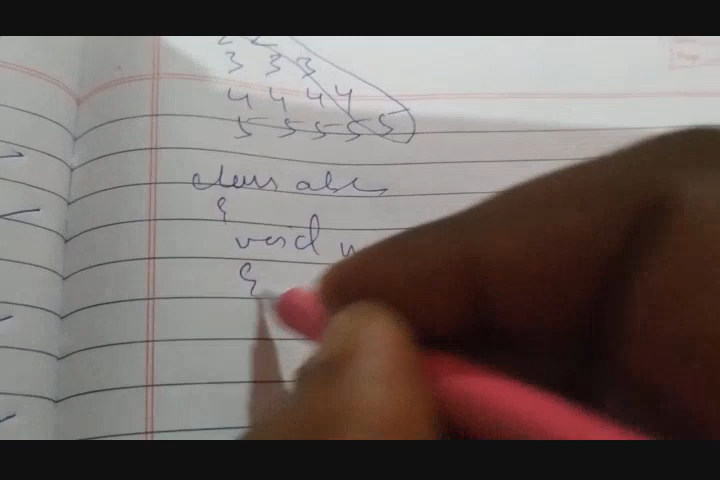 3 3 3
4 4 4 4
5 5 5 5 5
class abc
{
void
{